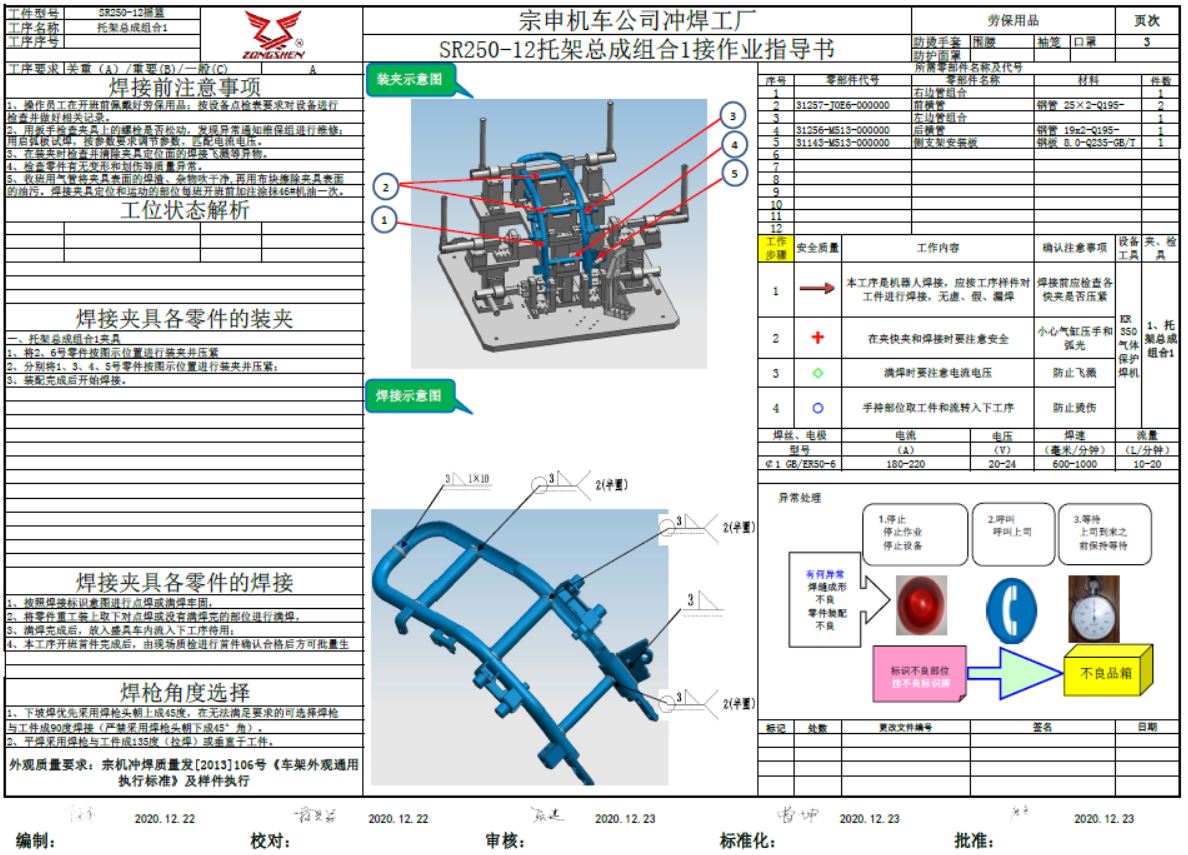 工件型号 SR250-12摇篮
工序名称 托架总成组合1
工序序号
ZONGSHEN
宗申机车公司冲焊工厂
SR250-12托架总成组合1接作业指导书
劳保用品
页次
防烫手套 围腰 袖笼 口罩
防护面罩
3
工序要求 关重（A）/重要(B)/一般(C) A
焊接前注意事项
1、操作员工在开班前佩戴好劳保用品；按设备点检表要求对设备进行
检查并做好相关记录。
2、用扳手检查夹具上的螺栓是否松动，发现异常通知维保组进行维修；
用启弧板试焊，按参数要求调节参数，匹配电流电压。
3、在装夹时检查并清除夹具定位面的焊接飞溅等异物。
4、检查零件有无变形和划伤等质量异常。
5、收班用气管将夹具表面的焊渣、杂物吹干净,再用布块擦除夹具表面
的油污。焊接夹具定位和运动的部位每班开班前加注涂抹46#机油一次。
工位状态解析
焊接夹具各零件的装夹
一、托架总成组合1夹具
1、将2、6号零件按图示位置进行装夹并压紧
2、分别将1、3、4、5号零件按图示位置进行装夹并压紧；
3、装配完成后开始焊接。
焊接夹具各零件的焊接
1、按照焊接标识意图进行点焊或满焊牢固，
2、将零件重工装上取下对点焊或没有满焊完的部位进行满焊，
3、满焊完成后，放入盛具车内流入下工序待用；
4、本工序开班首件完成后，由现场质检进行首件确认合格后方可批量生
焊枪角度选择
1、下坡焊优先采用焊枪头朝上成45度，在无法满足要求的可选择焊枪
与工件成90度焊接（严禁采用焊枪头朝下成45°角）。
2、平焊采用焊枪与工件成135度（拉焊）或垂直于工件。
外观质量要求：宗机冲焊质量发[2013]106号《车架外观通用
执行标准》及样件执行
装夹示意图
3
4
5
2
1
焊接示意图
3 1×10
3 2(半圈)
3 2(半圈)
3
3 2(半圈)
所需零部件名称及代号
序号 零部件代号 零部件名称 材料 件数
1 右边管组合 1
2 31257-J0E6-000000 前横管 钢管 25×2-Q195- 2
3 左边管组合 1
4 31256-MS13-000000 后横管 钢管 19x2-Q195- 1
5 31143-MS13-000000 侧支架安装板 钢板 8.0-Q235-GB/T 1
6
7
8
9
10
11
12
工作步骤 安全质量 工作内容 确认注意事项 设备工具 夹、检具
1 本工序是机器人焊接，应按工序样件对工件进行焊接，无虚、假、漏焊 焊接前应检查各快夹是否压紧
2 在夹快夹和焊接时要注意安全 小心气缸压手和弧光
3 满焊时要注意电流电压 防止飞溅
4 手持部位取工件和流转入下工序 防止烫伤
KR350气体保护焊机
1、托架总成组合1
焊丝、电极 电流 电压 焊速 流量
型号 （A） （V） （毫米/分钟） （L/分钟）
¢1 GB/ER50-6 180-220 20-24 600-1000 10-20
异常处理
1.停止
停止作业
停止设备
2.呼叫
呼叫上司
3.等待
上司到来之
前保持等待
有何异常
焊缝成形
不良
零件装配
不良
标识不良部位
挂不良标识牌
不良品箱
标记 处数 更改文件编号 签名 日期
2020.12.22 2020.12.22 2020.12.23 2020.12.23 2020.12.23
编制： 校对： 审核： 标准化： 批准：